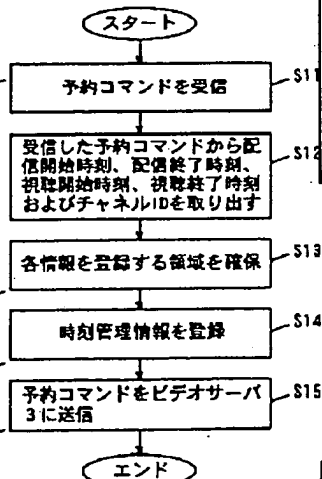 スタート
予約コマンドを受信
S11
受信した予約コマンドから配
信開始時刻、配信終了時刻、
視聴開始時刻、視聴終了時刻
およびチャネルIDを取り出す
S12
各情報を登録する領域を確保
S13
時刻管理情報を登録
S14
予約コマンドをビデオサーバ
3に送信
S15
エンド